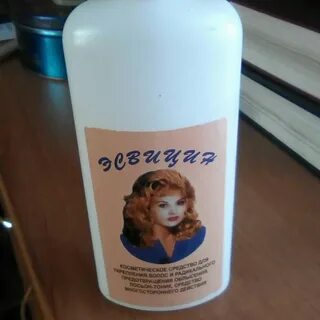 ЭСВИЦИН
КОСМЕТИЧЕСКОЕ СРЕДСТВО ДЛЯ
УКРЕПЛЕНИЯ ВОЛОС И РАДИКАЛЬНОГО
ПРЕДОТВРАЩЕНИЯ ОБЛЫСЕНИЯ,
ЛОСЬОН-ТОНИК, СРЕДСТВО
МНОГОСТОРОННЕГО ДЕЙСТВИЯ